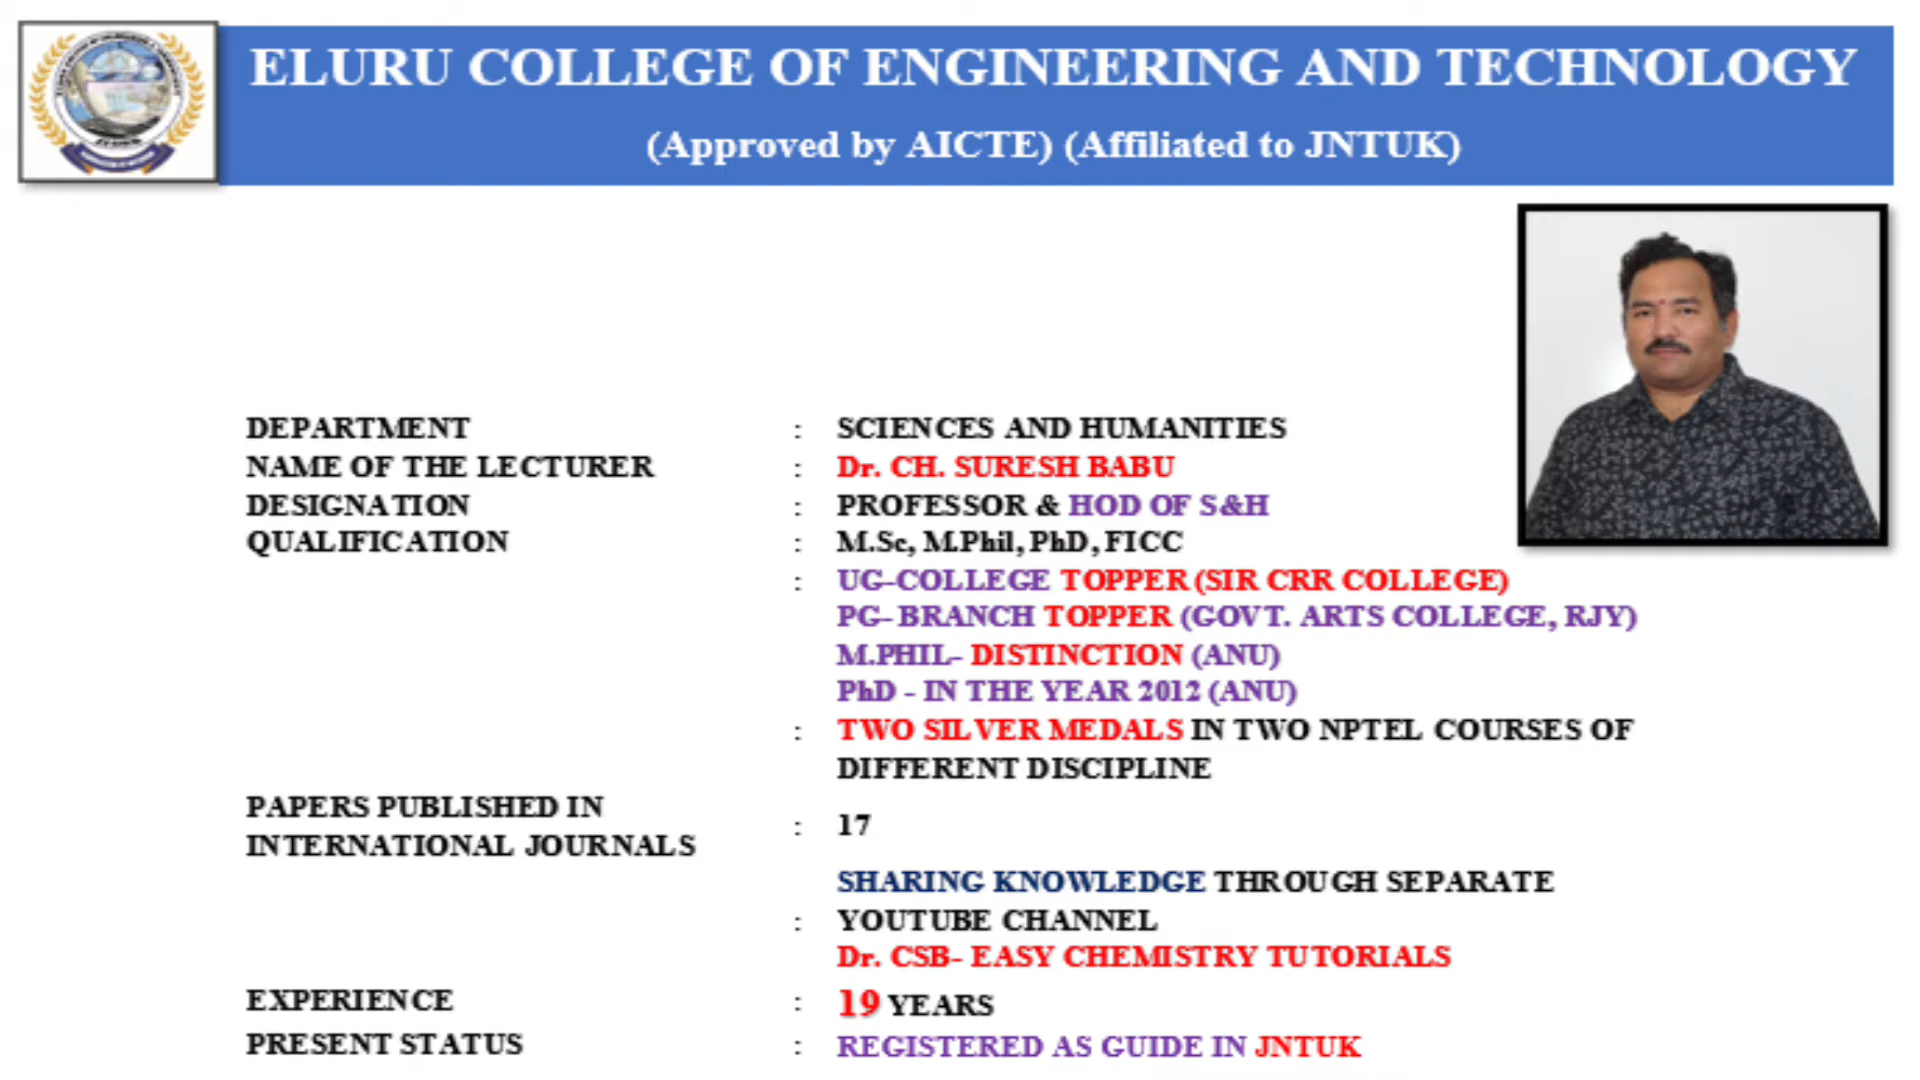 ELURU COLLEGE OF ENGINEERING AND TECHNOLOGY
(Approved by AICTE) (Affiliated to JNTUK)
DEPARTMENT : SCIENCES AND HUMANITIES
NAME OF THE LECTURER : Dr. CH. SURESH BABU
DESIGNATION : PROFESSOR & HOD OF S&H
QUALIFICATION : M.Sc, M.Phil, PhD, FICC
: UG-COLLEGE TOPPER (SIR CRR COLLEGE)
PG- BRANCH TOPPER (GOVT. ARTS COLLEGE, RJY)
M.PHIL- DISTINCTION (ANU)
PhD - IN THE YEAR 2012 (ANU)
: TWO SILVER MEDALS IN TWO NPTEL COURSES OF
DIFFERENT DISCIPLINE
PAPERS PUBLISHED IN
INTERNATIONAL JOURNALS : 17
SHARING KNOWLEDGE THROUGH SEPARATE
: YOUTUBE CHANNEL
Dr. CSB- EASY CHEMISTRY TUTORIALS
EXPERIENCE : 19 YEARS
PRESENT STATUS : REGISTERED AS GUIDE IN JNTUK